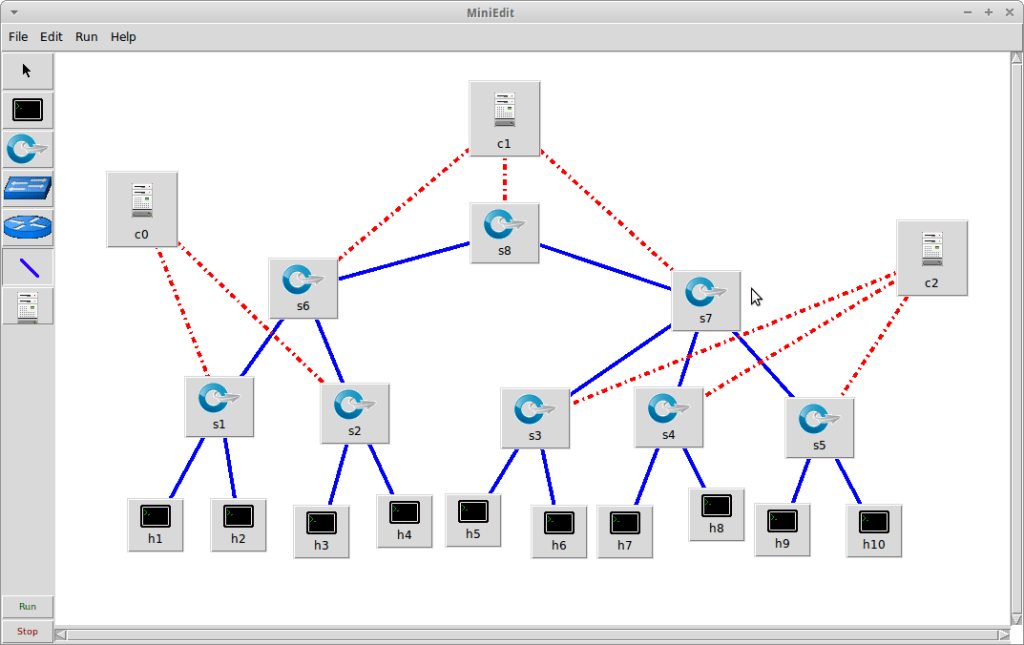 MiniEdit
File Edit Run Help
c1
c0
s8
c2
s6
s7
s1
s2
s3
s4
s5
h1
h2
h3
h4
h5
h6
h7
h8
h9
h10
Run
Stop